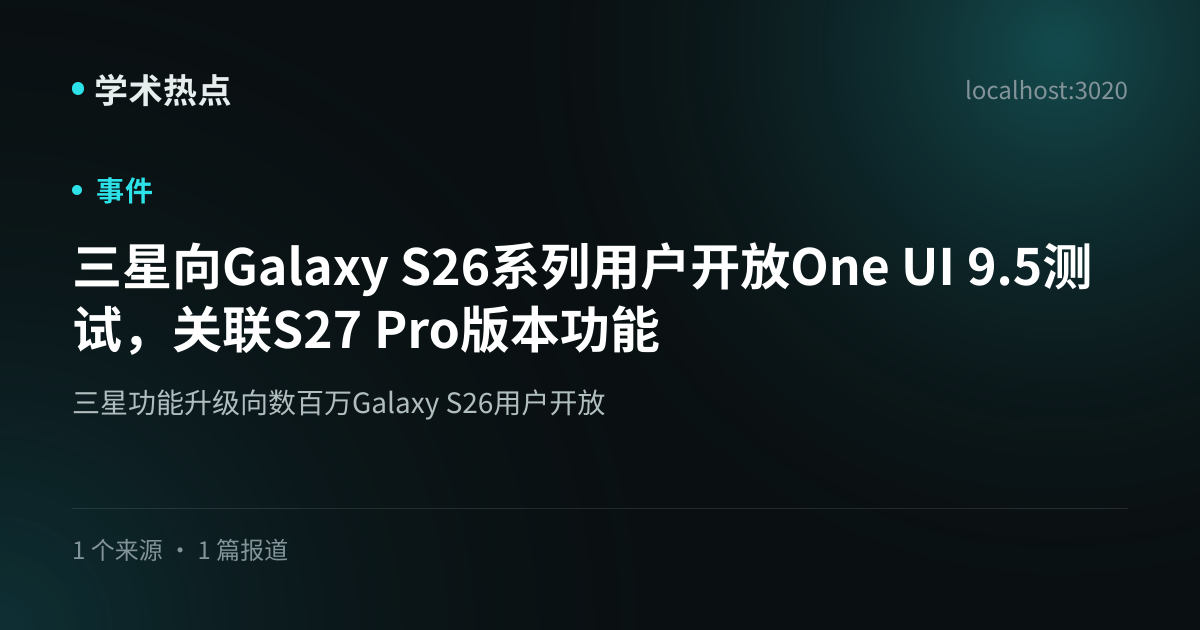 学术热点
localhost:3020
事件
三星向Galaxy S26系列用户开放One UI 9.5测
试，关联S27 Pro版本功能
三星功能升级向数百万Galaxy S26用户开放
1 个来源 · 1 篇报道